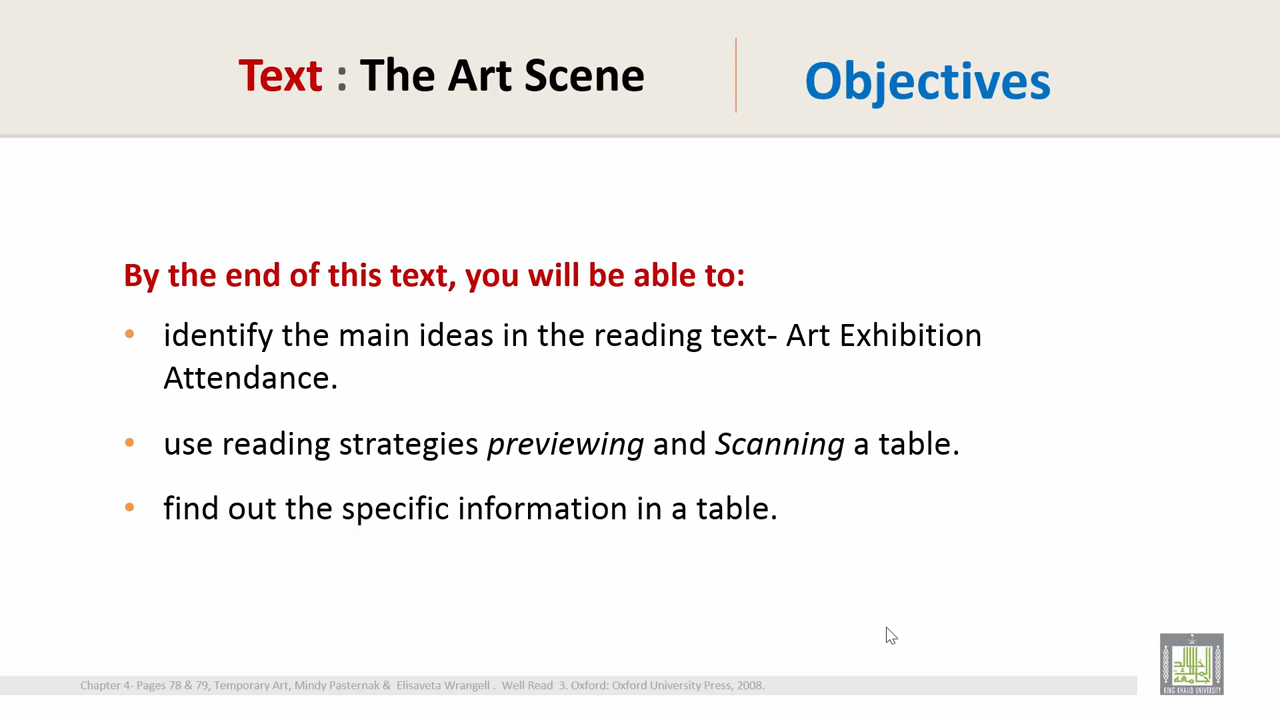 Text : The Art Scene
Objectives
By the end of this text, you will be able to:
• identify the main ideas in the reading text- Art Exhibition
Attendance.
• use reading strategies previewing and Scanning a table.
• find out the specific information in a table.
Chapter 4- Pages 78 & 79, Temporary Art, Mindy Pasternak & Elisaveta Wrangell . Well Read 3. Oxford: Oxford University Press, 2008.
KING KHALID UNIVERSITY